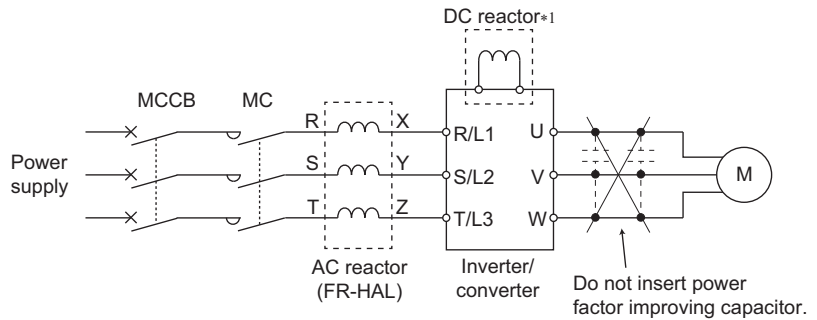 DC reactor*1
MCCB
MC
R
X
R/L1
U
Power
supply
S
Y
S/L2
V
M
T
Z
T/L3
W
AC reactor
(FR-HAL)
Inverter/
converter
Do not insert power
factor improving capacitor.